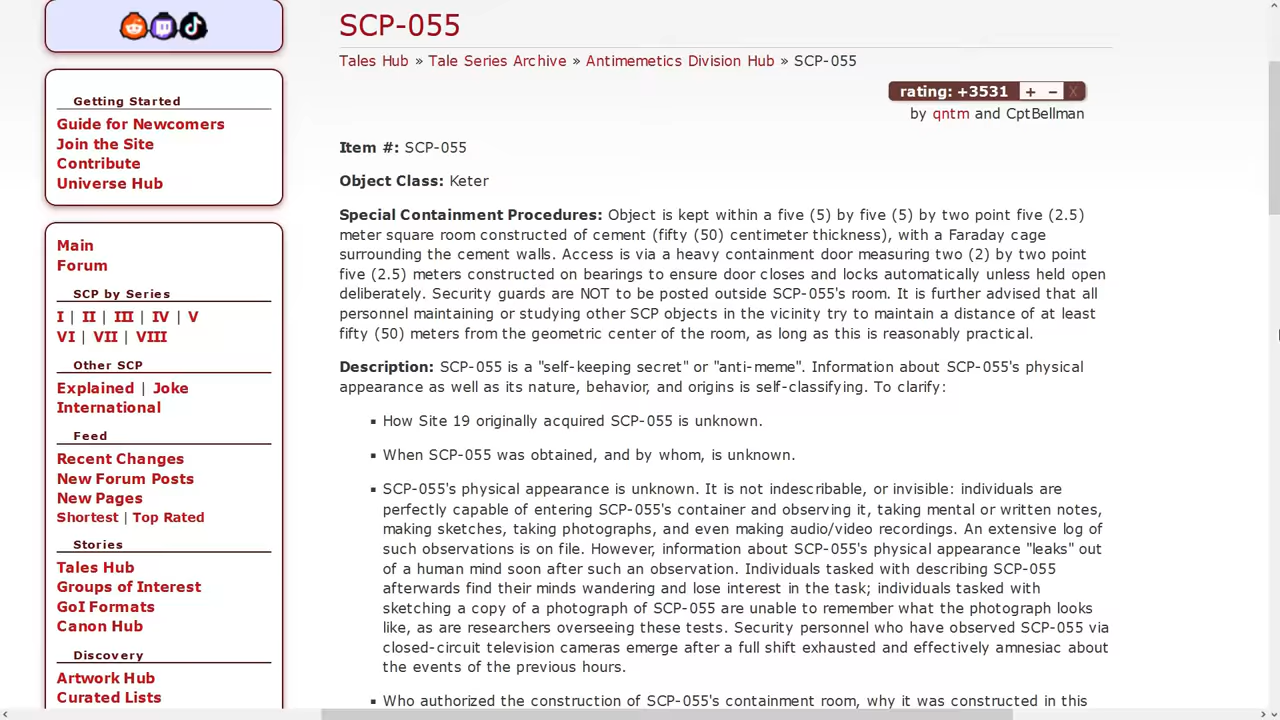 SCP-055
Tales Hub » Tale Series Archive » Antimemetics Division Hub » SCP-055
rating: +3531 + − X
by qntm and CptBellman
Getting Started
Guide for Newcomers
Join the Site
Contribute
Universe Hub
Main
Forum
SCP by Series
I | II | III | IV | V
VI | VII | VIII
Other SCP
Explained | Joke
International
Feed
Recent Changes
New Forum Posts
New Pages
Shortest | Top Rated
Stories
Tales Hub
Groups of Interest
GoI Formats
Canon Hub
Discovery
Artwork Hub
Curated Lists
Item #: SCP-055
Object Class: Keter
Special Containment Procedures: Object is kept within a five (5) by five (5) by two point five (2.5)
meter square room constructed of cement (fifty (50) centimeter thickness), with a Faraday cage
surrounding the cement walls. Access is via a heavy containment door measuring two (2) by two point
five (2.5) meters constructed on bearings to ensure door closes and locks automatically unless held open
deliberately. Security guards are NOT to be posted outside SCP-055's room. It is further advised that all
personnel maintaining or studying other SCP objects in the vicinity try to maintain a distance of at least
fifty (50) meters from the geometric center of the room, as long as this is reasonably practical.
Description: SCP-055 is a "self-keeping secret" or "anti-meme". Information about SCP-055's physical
appearance as well as its nature, behavior, and origins is self-classifying. To clarify:
▪ How Site 19 originally acquired SCP-055 is unknown.
▪ When SCP-055 was obtained, and by whom, is unknown.
▪ SCP-055's physical appearance is unknown. It is not indescribable, or invisible: individuals are
perfectly capable of entering SCP-055's container and observing it, taking mental or written notes,
making sketches, taking photographs, and even making audio/video recordings. An extensive log of
such observations is on file. However, information about SCP-055's physical appearance "leaks" out
of a human mind soon after such an observation. Individuals tasked with describing SCP-055
afterwards find their minds wandering and lose interest in the task; individuals tasked with
sketching a copy of a photograph of SCP-055 are unable to remember what the photograph looks
like, as are researchers overseeing these tests. Security personnel who have observed SCP-055 via
closed-circuit television cameras emerge after a full shift exhausted and effectively amnesiac about
the events of the previous hours.
▪ Who authorized the construction of SCP-055's containment room, why it was constructed in this